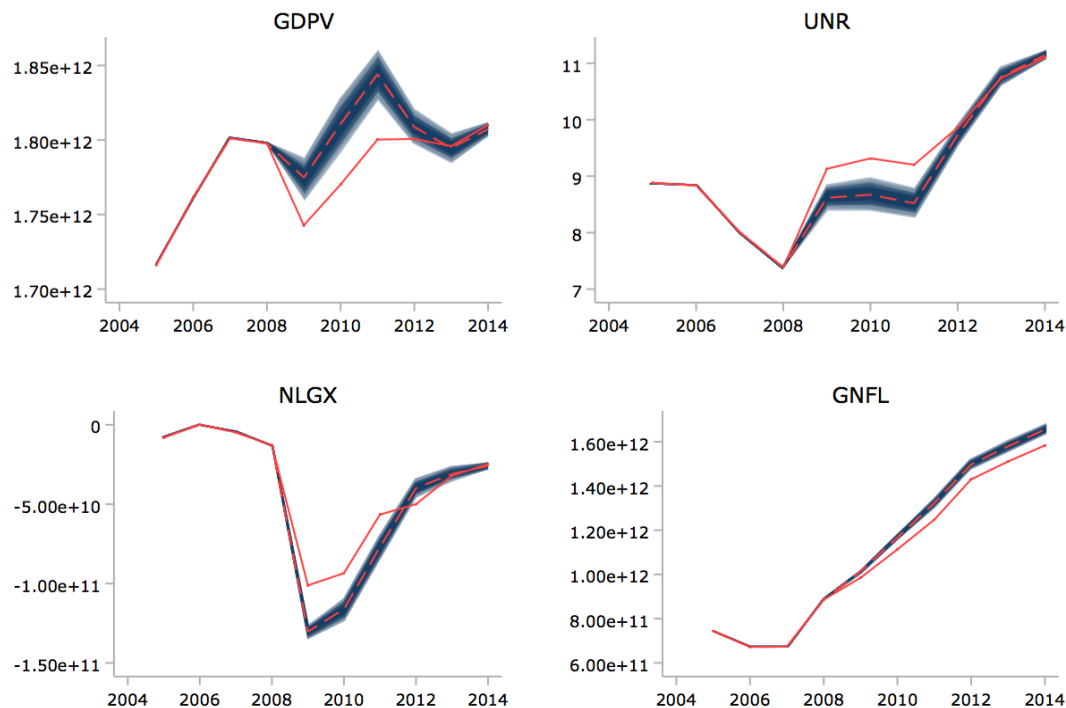 GDPV
UNR
1.85e+12
1.80e+12
1.75e+12
1.70e+12
2004 2006 2008 2010 2012 2014
11
10
9
8
7
2004 2006 2008 2010 2012 2014
NLGX
GNFL
0
-5.00e+10
-1.00e+11
-1.50e+11
2004 2006 2008 2010 2012 2014
1.60e+12
1.40e+12
1.20e+12
1.00e+12
8.00e+11
6.00e+11
2004 2006 2008 2010 2012 2014